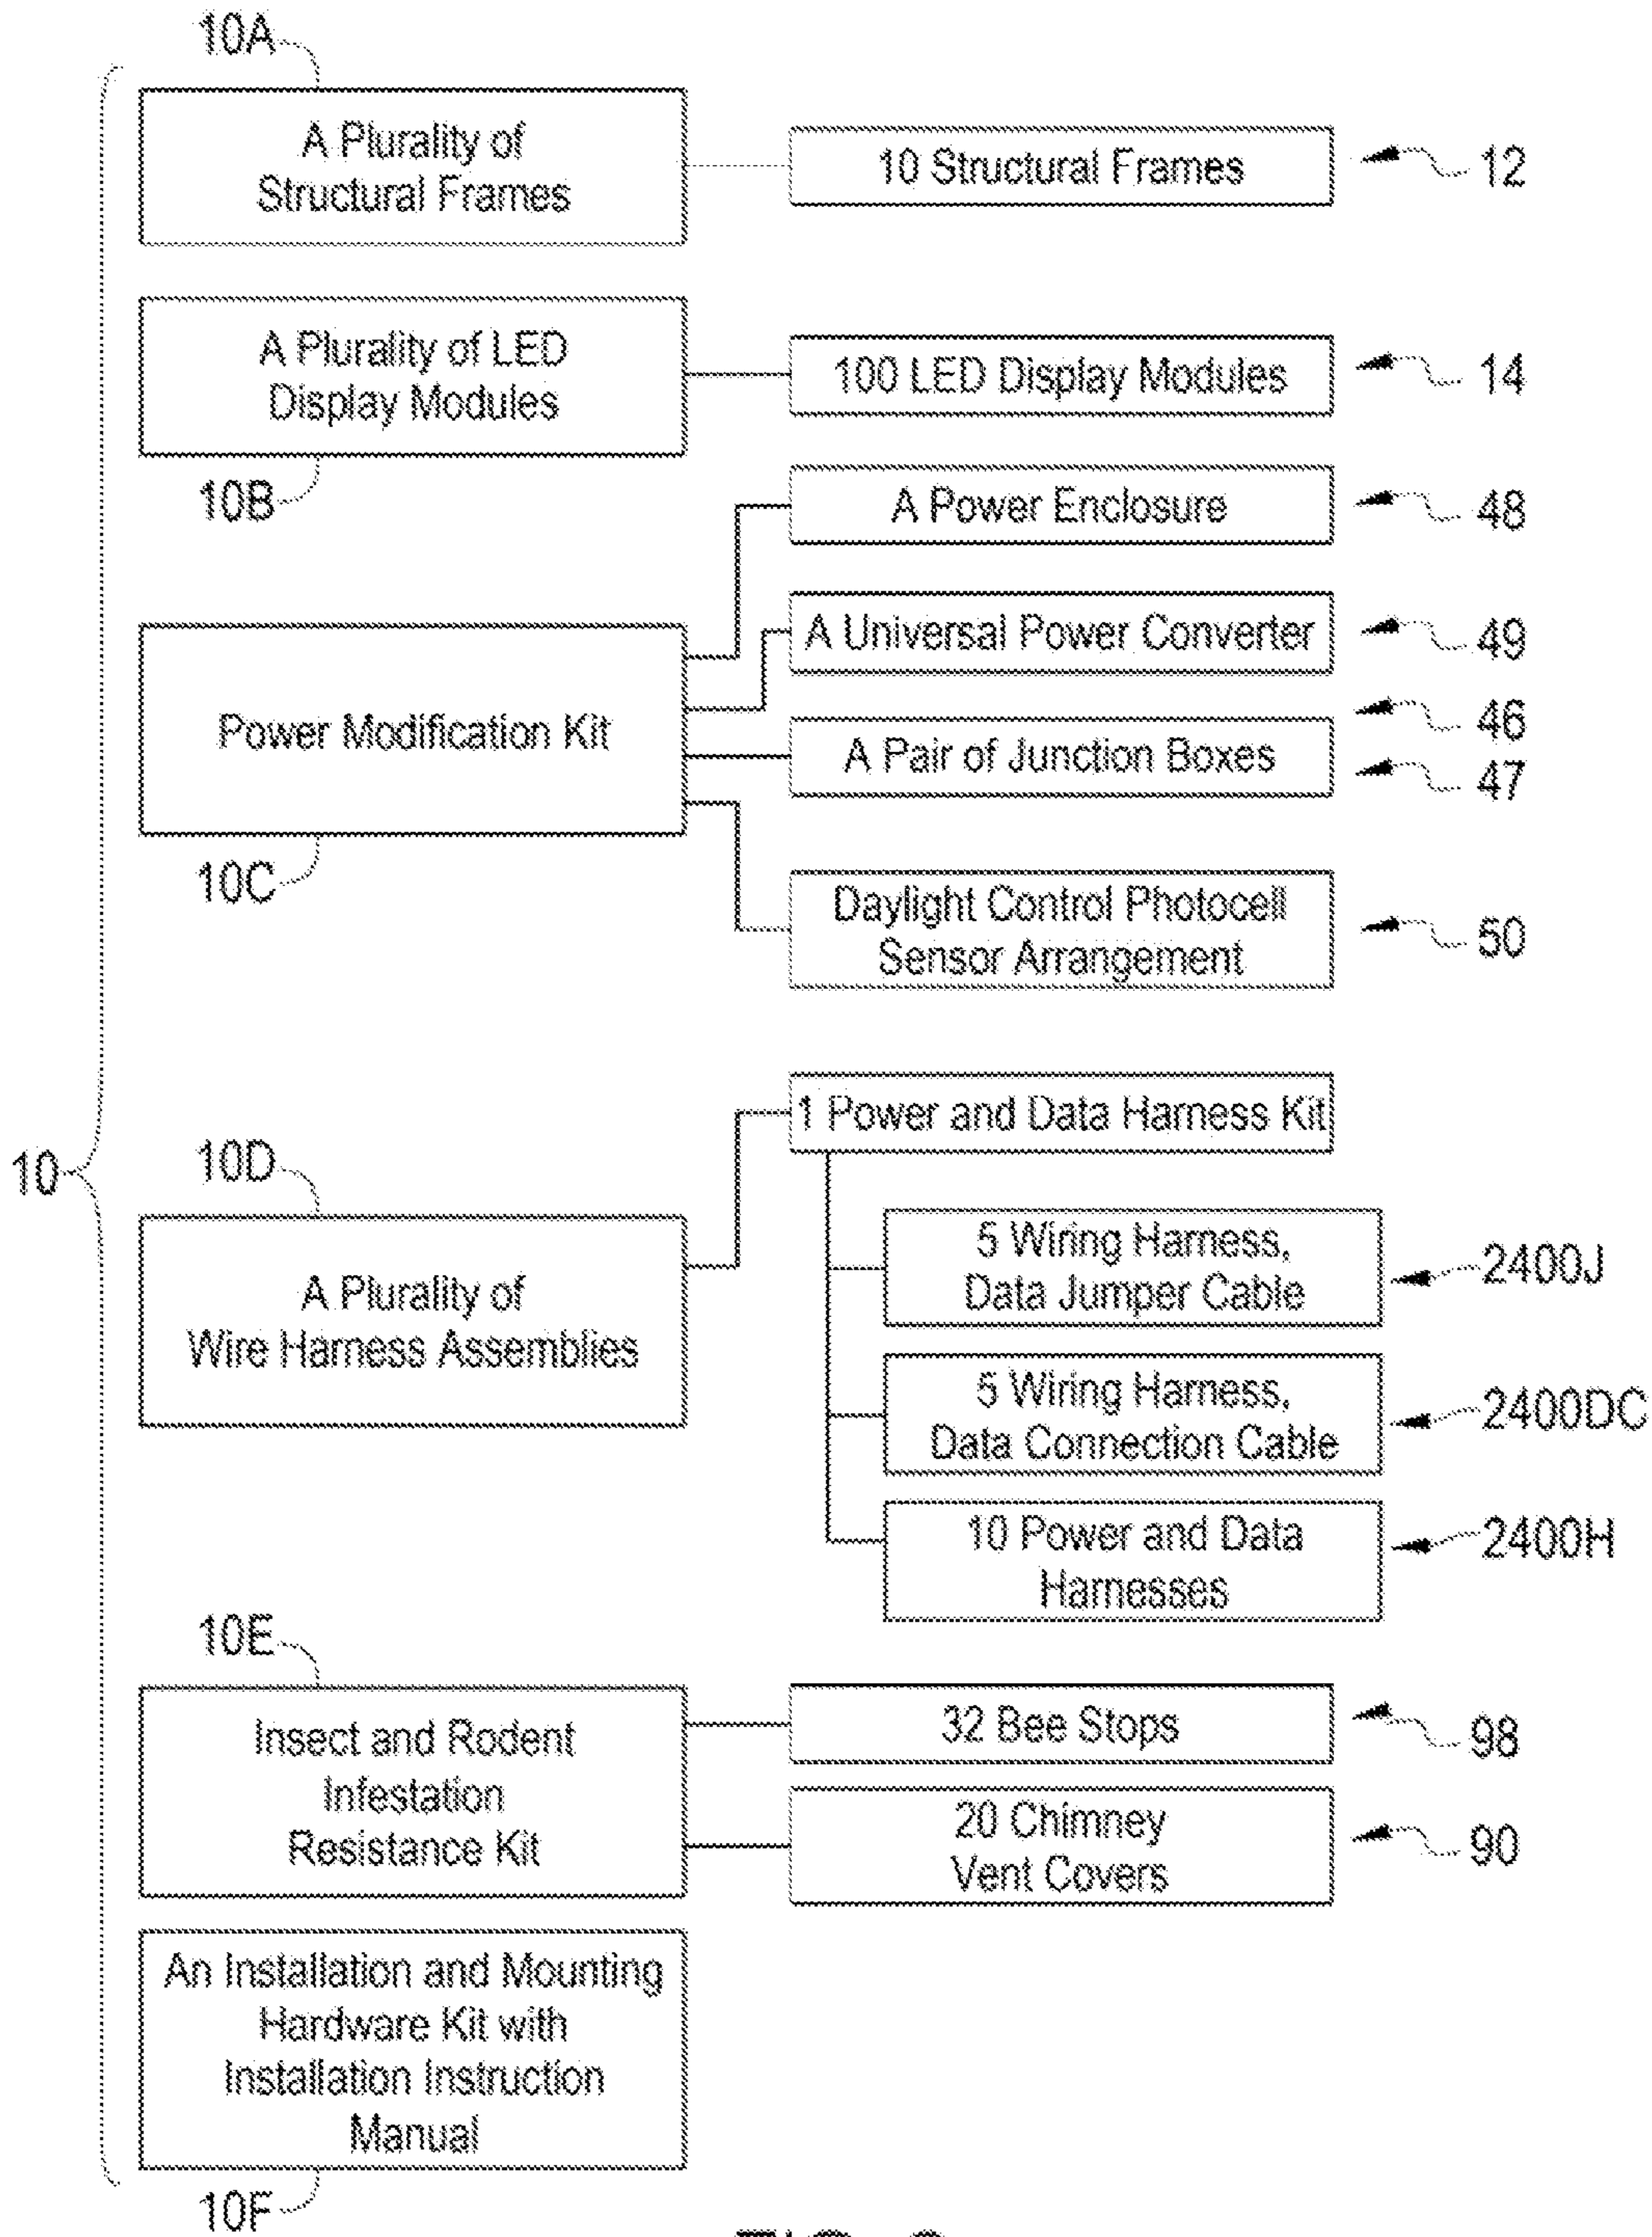 10A
A Plurality of
Structural Frames
10 Structural Frames
12
A Plurality of LED
Display Modules
100 LED Display Modules
14
10B
A Power Enclosure
48
A Universal Power Converter
49
Power Modification Kit
46
A Pair of Junction Boxes
47
10C
Daylight Control Photocell
Sensor Arrangement
50
1 Power and Data Harness Kit
10
10D
A Plurality of
Wire Harness Assemblies
5 Wiring Harness,
Data Jumper Cable
2400J
5 Wiring Harness,
Data Connection Cable
2400DC
10 Power and Data
Harnesses
2400H
10E
Insect and Rodent
Infestation
Resistance Kit
32 Bee Stops
98
20 Chimney
Vent Covers
90
An Installation and Mounting
Hardware Kit with
Installation Instruction
Manual
10F